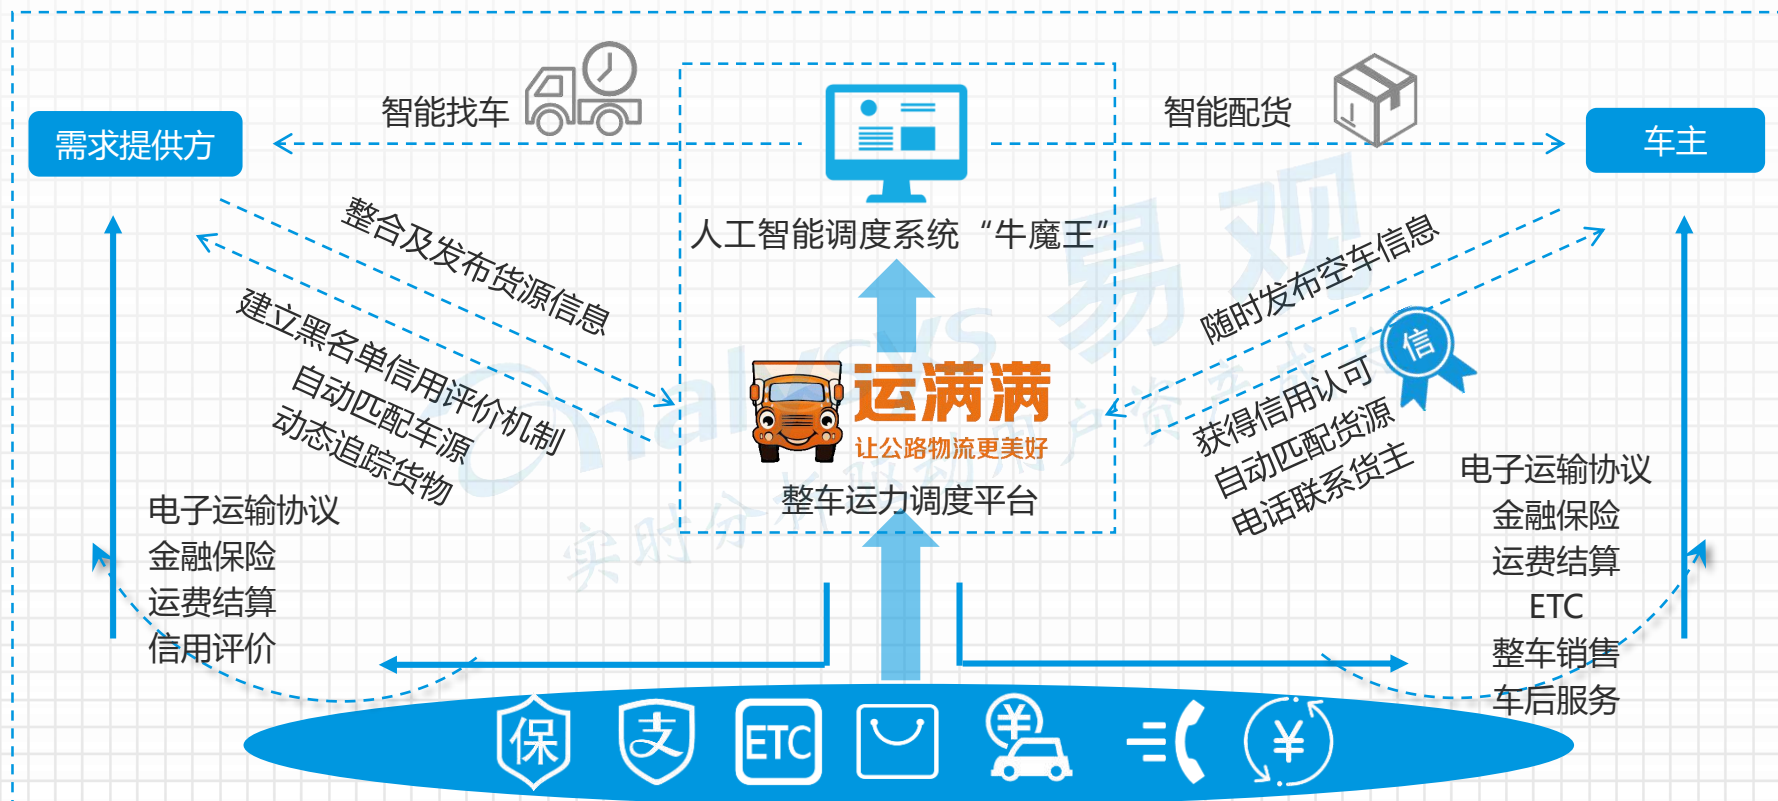 智能找车
智能配货
需求提供方
车主
人工智能调度系统“牛魔王”
整合及发布货源信息
建立黑名单信用评价机制
自动匹配车源
动态追踪货物
随时发布空车信息
信
获得信用认可
自动匹配货源
电话联系货主
运满满
让公路物流更美好
整车运力调度平台
电子运输协议
金融保险
运费结算
信用评价
电子运输协议
金融保险
运费结算
ETC
整车销售
车后服务
保
支
ETC
¥
¥
analysys 易观